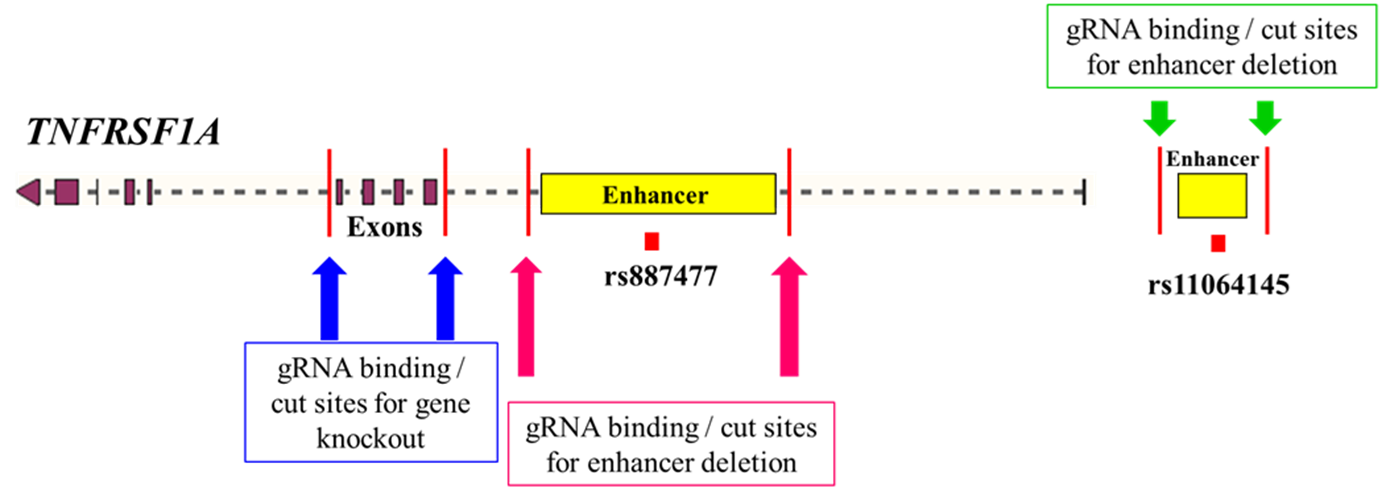 gRNA binding / cut sites
for enhancer deletion
TNFRSF1A
Enhancer
Enhancer
Exons
rs887477
rs11064145
gRNA binding /
cut sites for gene
knockout
gRNA binding / cut sites
for enhancer deletion